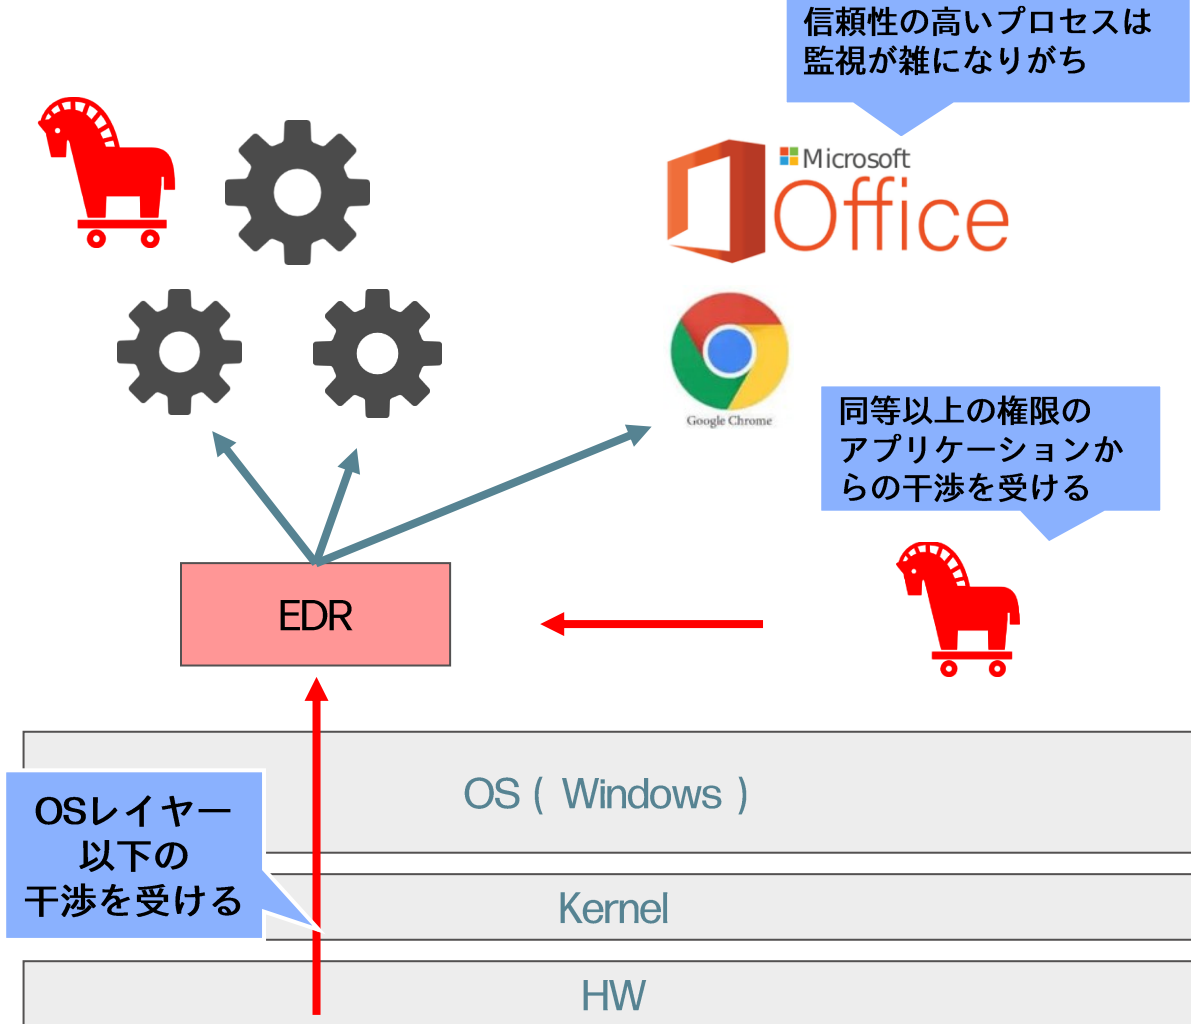 信頼性の高いプロセスは
監視が雑になりがち
Microsoft
Office
Google Chrome
同等以上の権限の
アプリケーションか
らの干渉を受ける
EDR
OS ( Windows )
OSレイヤー
以下の
干渉を受ける
Kernel
HW